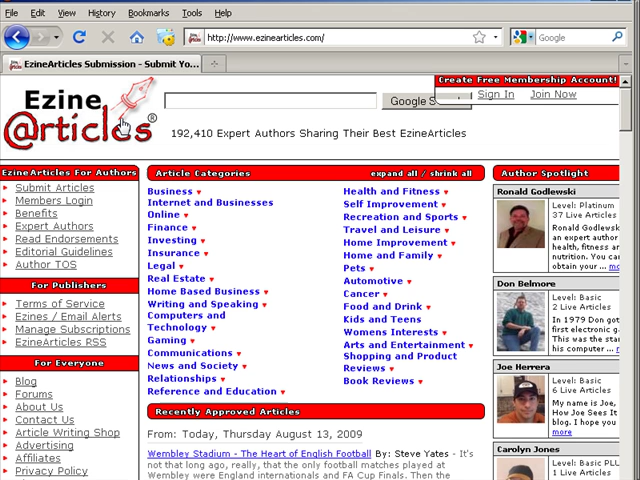 File Edit View History Bookmarks Tools Help
http://www.ezinearticles.com/
Google
EzineArticles Submission - Submit Yo...
Create Free Membership Account!
Sign In Join Now
Ezine
@rticles®
Google S
192,410 Expert Authors Sharing Their Best EzineArticles
EzineArticles For Authors
Submit Articles
Members Login
Benefits
Expert Authors
Read Endorsements
Editorial Guidelines
Author TOS
For Publishers
Terms of Service
Ezines / Email Alerts
Manage Subscriptions
EzineArticles RSS
For Everyone
Blog
Forums
About Us
Contact Us
Article Writing Shop
Advertising
Affiliates
Privacy Policy
Article Categories expand all / shrink all
Business
Internet and Businesses
Online
Finance
Investing
Insurance
Legal
Real Estate
Home Based Business
Writing and Speaking
Computers and
Technology
Gaming
Communications
News and Society
Relationships
Reference and Education
Health and Fitness
Self Improvement
Recreation and Sports
Travel and Leisure
Home Improvement
Home and Family
Pets
Automotive
Cancer
Food and Drink
Kids and Teens
Womens Interests
Arts and Entertainment
Shopping and Product
Reviews
Book Reviews
Recently Approved Articles
From: Today, Thursday August 13, 2009
Wembley Stadium - The Heart of English Football By: Steve Yates - It's
not that long ago, really, that the only football matches played at
Wembley were England internationals and FA Cup Finals. Then the
Author Spotlight
Ronald Godlewski
Level: Platinum
37 Live Articles
Ronald Godlews
an expert author
health, fitness an
nutrition. You can
obtain your ... mo
Don Belmore
Level: Basic
2 Live Articles
In 1979 Don got
first electronic ga
This was the star
his computer ...
Joe Herrera
Level: Basic
6 Live Articles
My name is Joe,
How Joe Sees It
blog. I hope you
more
Carolyn Jones
Level: Basic PLU
1 Live Articles